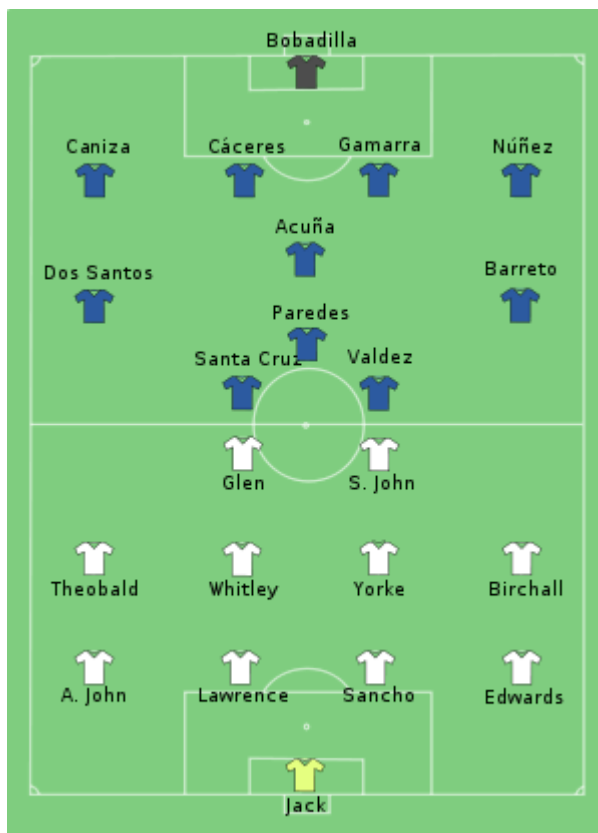 Bobadilla
Caniza Cáceres Gamarra Núñez
Acuña
Dos Santos Barreto
Paredes
Santa Cruz Valdez
Glen S. John
Theobald Whitley Yorke Birchall
A. John Lawrence Sancho Edwards
Jack